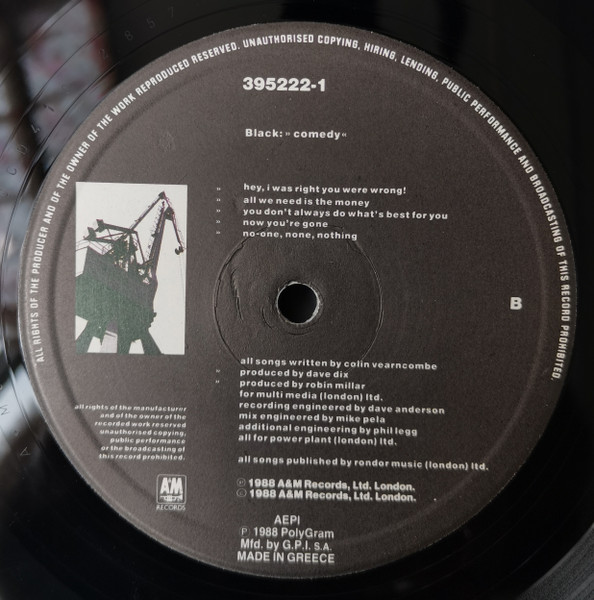 ALL RIGHTS OF THE PRODUCER AND OF THE OWNER OF THE WORK REPRODUCED RESERVED. UNAUTHORISED COPYING, HIRING, LENDING, PUBLIC PERFORMANCE AND BROADCASTING OF THIS RECORD PROHIBITED.
395222-1
Black: »comedy«
" hey, i was right you were wrong!
" all we need is the money
" you don't always do what's best for you
" now you're gone
" no-one, none, nothing
B
all songs written by colin vearncombe
" produced by dave dix
" produced by robin millar
for multi media (london) ltd.
recording engineered by dave anderson
mix engineered by mike pela
additional engineering by phil legg
all for power plant (london) ltd.
all songs published by rondor music (london) ltd.
all rights of the manufacturer
and of the owner of the
recorded work reserved
unauthorised copying,
public performance
or the broadcasting of
this record prohibited.
A&M
RECORDS
℗ 1988 A&M Records, Ltd. London.
© 1988 A&M Records, Ltd. London.
AEPI
℗ 1988 PolyGram
Mfd. by G.P.I. S.A.
MADE IN GREECE